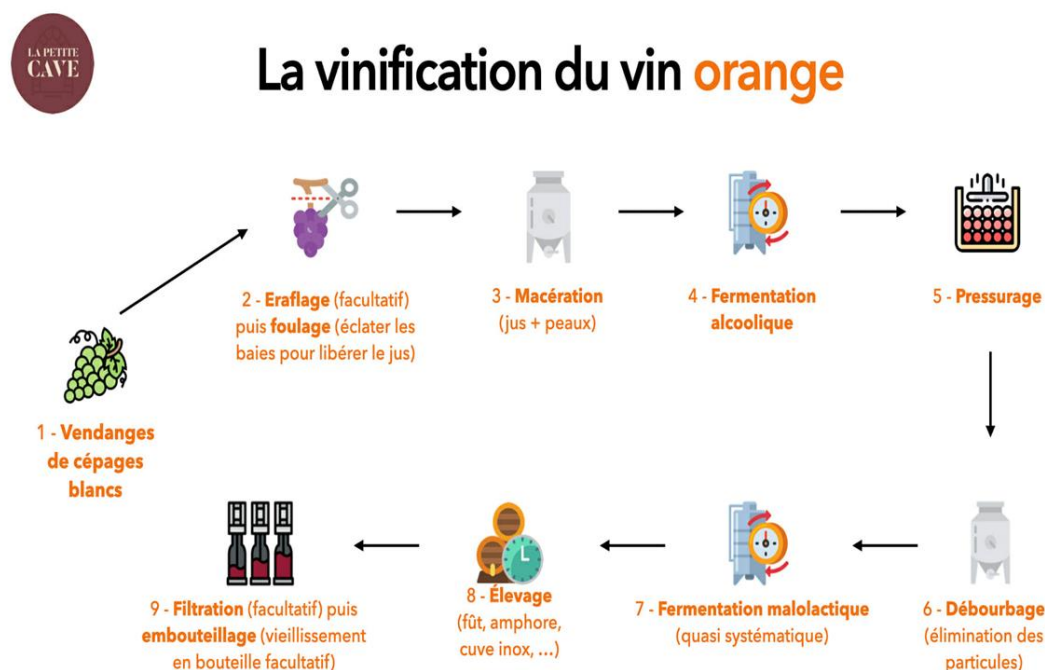 LA PETITE
CAVE
La vinification du vin orange
2 - Eraflage (facultatif)
puis foulage (éclater les
baies pour libérer le jus)
3 - Macération
(jus + peaux)
4 - Fermentation
alcoolique
5 - Pressurage
1 - Vendanges
de cépages
blancs
9 - Filtration (facultatif) puis
embouteillage (vieillissement
en bouteille facultatif)
8 - Élevage
(fût, amphore,
cuve inox, ...)
7 - Fermentation malolactique
(quasi systématique)
6 - Débourbage
(élimination des
particules)